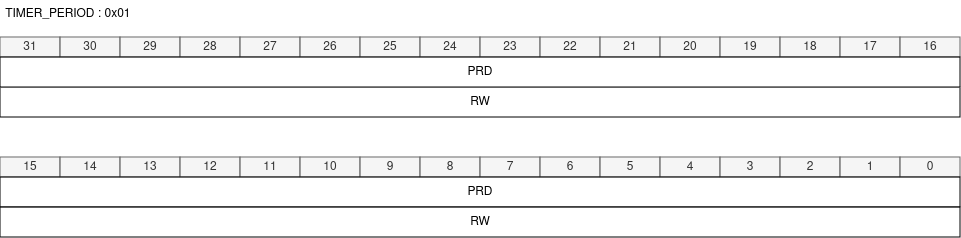 TIMER_PERIOD : 0x01
31 30 29 28 27 26 25 24 23 22 21 20 19 18 17 16
PRD
RW
15 14 13 12 11 10 9 8 7 6 5 4 3 2 1 0
PRD
RW